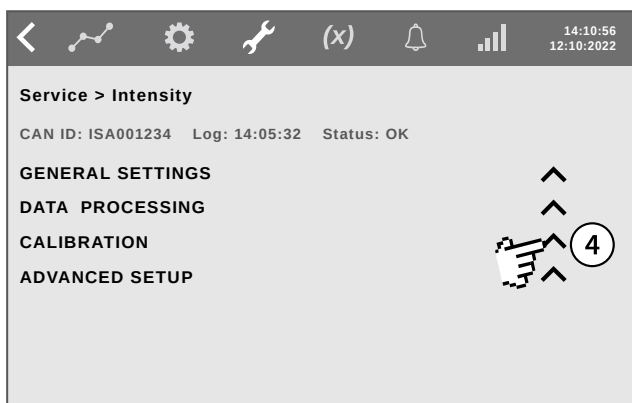 (x)
14:10:56
12:10:2022
Service > Intensity
CAN ID: ISA001234 Log: 14:05:32 Status: OK
GENERAL SETTINGS
DATA PROCESSING
CALIBRATION
4
ADVANCED SETUP